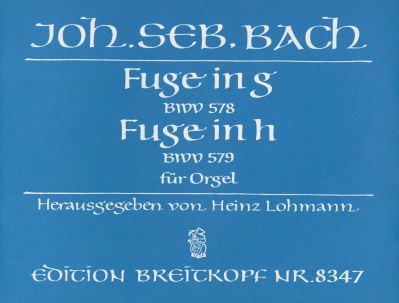 JOH. SEB. BACH
Fuge in g
BWV 578
Fuge in h
BWV 579
für Orgel
Herausgegeben von Heinz Lohmann
EDITION BREITKOPF NR. 8347